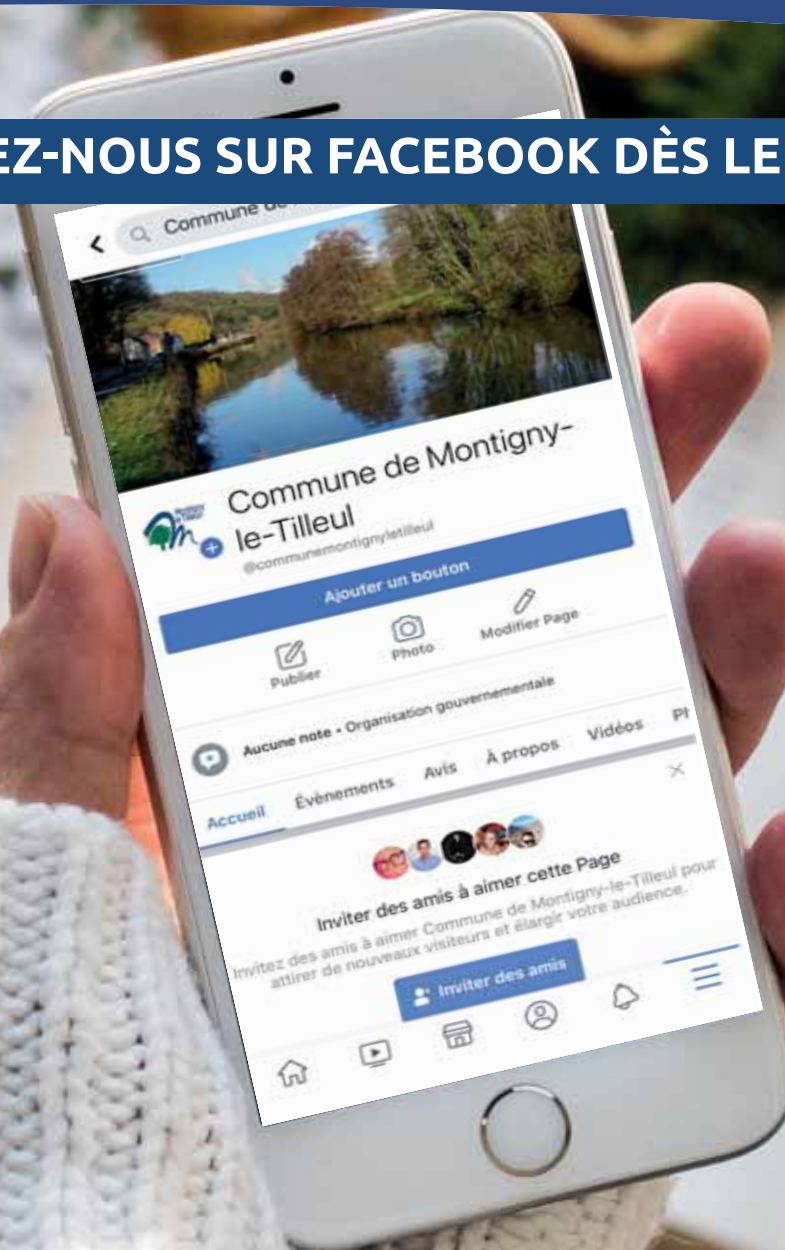 EZ-NOUS SUR FACEBOOK DÈS LE
Commune de
Commune de Montigny-
le-Tilleul
@communemontignyletilleul
Ajouter un bouton
Publier
Photo
Modifier Page
Aucune note • Organisation gouvernementale
Accueil
Évènements
Avis
À propos
Vidéos
Ph
Inviter des amis à aimer cette Page
Invitez des amis à aimer Commune de Montigny-le-Tilleul pour
attirer de nouveaux visiteurs et élargir votre audience.
Inviter des amis